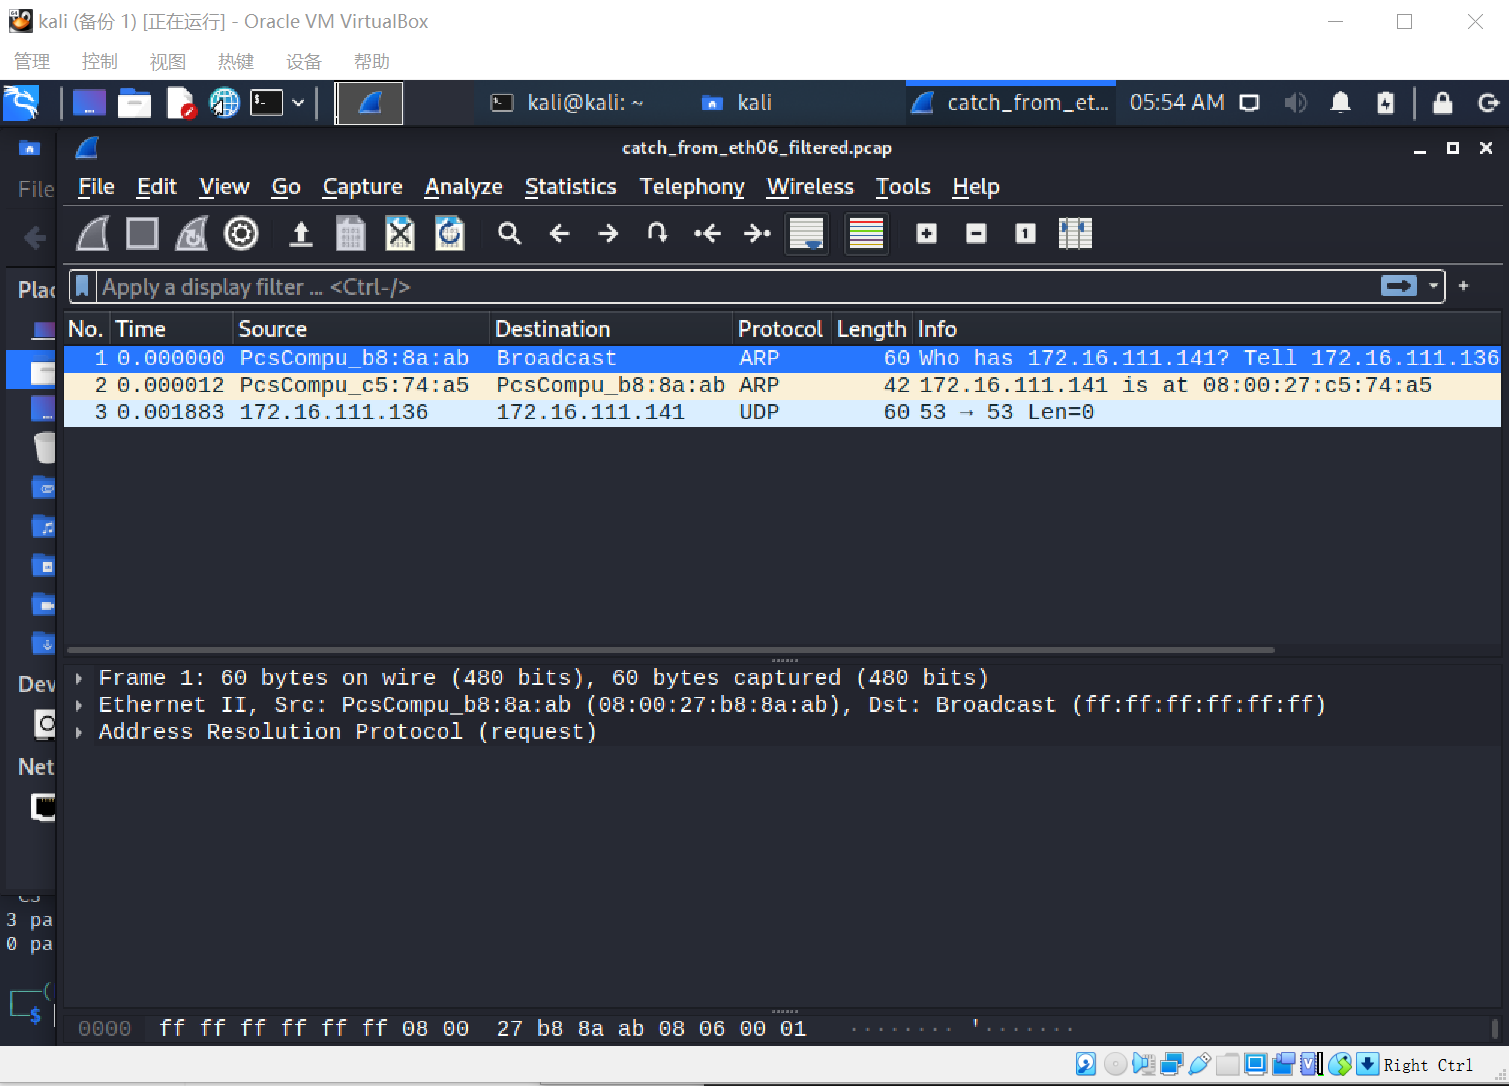 kali (备份 1) [正在运行] - Oracle VM VirtualBox
管理 控制 视图 热键 设备 帮助
kali@kali: ~ kali catch_from_et... 05:54 AM
catch_from_eth06_filtered.pcap
File
File Edit View Go Capture Analyze Statistics Telephony Wireless Tools Help
Apply a display filter ... <Ctrl-/> +
No. Time Source Destination Protocol Length Info
1 0.000000 PcsCompu_b8:8a:ab Broadcast ARP 60 Who has 172.16.111.141? Tell 172.16.111.136
2 0.000012 PcsCompu_c5:74:a5 PcsCompu_b8:8a:ab ARP 42 172.16.111.141 is at 08:00:27:c5:74:a5
3 0.001883 172.16.111.136 172.16.111.141 UDP 60 53 → 53 Len=0
Frame 1: 60 bytes on wire (480 bits), 60 bytes captured (480 bits)
Ethernet II, Src: PcsCompu_b8:8a:ab (08:00:27:b8:8a:ab), Dst: Broadcast (ff:ff:ff:ff:ff:ff)
Address Resolution Protocol (request)
Plac
Dev
Net
3 pa
0 pa
$
0000 ff ff ff ff ff ff 08 00 27 b8 8a ab 08 06 00 01 ········ '·······
Right Ctrl